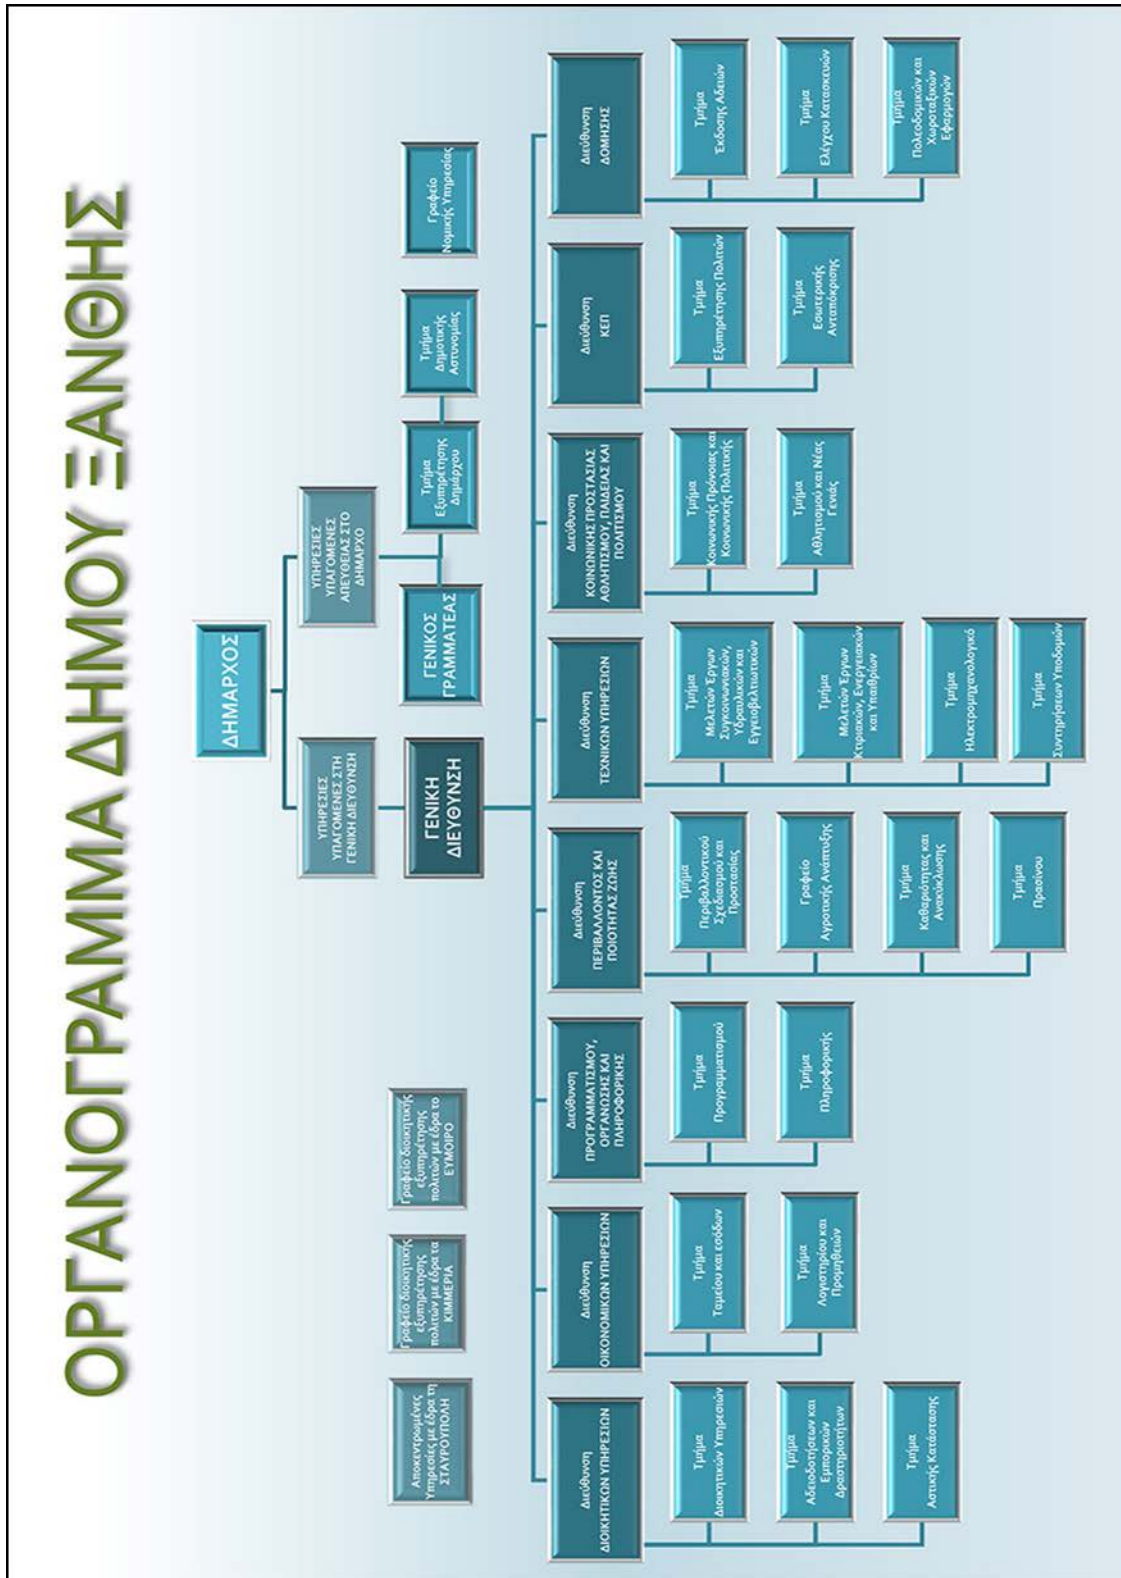 ΟΡΓΑΝΟΓΡΑΜΜΑ ΔΗΜΟΥ ΞΑΝΘΗΣ
ΔΗΜΑΡΧΟΣ
ΥΠΗΡΕΣΙΕΣ
ΥΠΑΓΟΜΕΝΕΣ ΣΤΗ
ΓΕΝΙΚΗ ΔΙΕΥΘΥΝΣΗ
ΥΠΗΡΕΣΙΕΣ
ΥΠΑΓΟΜΕΝΕΣ
ΑΠΕΥΘΕΙΑΣ ΣΤΟ
ΔΗΜΑΡΧΟ
Αποκεντρωμένες
Υπηρεσίες με έδρα τη
ΣΤΑΥΡΟΥΠΟΛΗ
Γραφείο διοικητικής
εξυπηρέτησης
πολιτών με έδρα τα
ΚΙΜΜΕΡΙΑ
Γραφείο διοικητικής
εξυπηρέτησης
πολιτών με έδρα το
ΕΥΜΟΙΡΟ
ΓΕΝΙΚΗ
ΔΙΕΥΘΥΝΣΗ
ΓΕΝΙΚΟΣ
ΓΡΑΜΜΑΤΕΑΣ
Τμήμα
Εξυπηρέτησης
Δημάρχου
Τμήμα
Δημοτικής
Αστυνομίας
Γραφείο
Νομικής Υπηρεσίας
Διεύθυνση
ΔΙΟΙΚΗΤΙΚΩΝ ΥΠΗΡΕΣΙΩΝ
Τμήμα
Διοικητικών Υπηρεσιών
Τμήμα
Αδειοδοτήσεων και
Εμπορικών
Δραστηριοτήτων
Τμήμα
Αστικής Κατάστασης
Διεύθυνση
ΟΙΚΟΝΟΜΙΚΩΝ ΥΠΗΡΕΣΙΩΝ
Τμήμα
Ταμείου και εσόδων
Τμήμα
Λογιστηρίου και
Προμηθειών
Διεύθυνση
ΠΡΟΓΡΑΜΜΑΤΙΣΜΟΥ,
ΟΡΓΑΝΩΣΗΣ ΚΑΙ
ΠΛΗΡΟΦΟΡΙΚΗΣ
Τμήμα
Προγραμματισμού
Τμήμα
Πληροφορικής
Διεύθυνση
ΠΕΡΙΒΑΛΛΟΝΤΟΣ ΚΑΙ
ΠΟΙΟΤΗΤΑΣ ΖΩΗΣ
Τμήμα
Περιβαλλοντικού
Σχεδιασμού και
Προστασίας
Γραφείο
Αγροτικής Ανάπτυξης
Τμήμα
Καθαριότητας και
Ανακύκλωσης
Τμήμα
Πρασίνου
Διεύθυνση
ΤΕΧΝΙΚΩΝ ΥΠΗΡΕΣΙΩΝ
Τμήμα
Μελετών Έργων
Συγκοινωνιακών,
Υδραυλικών και
Εγγειοβελτιωτικών
Τμήμα
Μελετών Έργων
Κτιριακών, Ενεργειακών
και Υπαιθρίων
Τμήμα
Ηλεκτρομηχανολογικό
Τμήμα
Συντηρήσεων Υποδομών
Διεύθυνση
ΚΟΙΝΩΝΙΚΗΣ ΠΡΟΣΤΑΣΙΑΣ
ΑΘΛΗΤΙΣΜΟΥ, ΠΑΙΔΕΙΑΣ ΚΑΙ
ΠΟΛΙΤΙΣΜΟΥ
Τμήμα
Κοινωνικής Πρόνοιας και
Κοινωνικής Πολιτικής
Τμήμα
Αθλητισμού και Νέας
Γενιάς
Διεύθυνση
ΚΕΠ
Τμήμα
Εξυπηρέτησης Πολιτών
Τμήμα
Εσωτερικής
Ανταπόκρισης
Διεύθυνση
ΔΟΜΗΣΗΣ
Τμήμα
Έκδοσης Αδειών
Τμήμα
Ελέγχου Κατασκευών
Τμήμα
Πολεοδομικών και
Χωροταξικών
Εφαρμογών